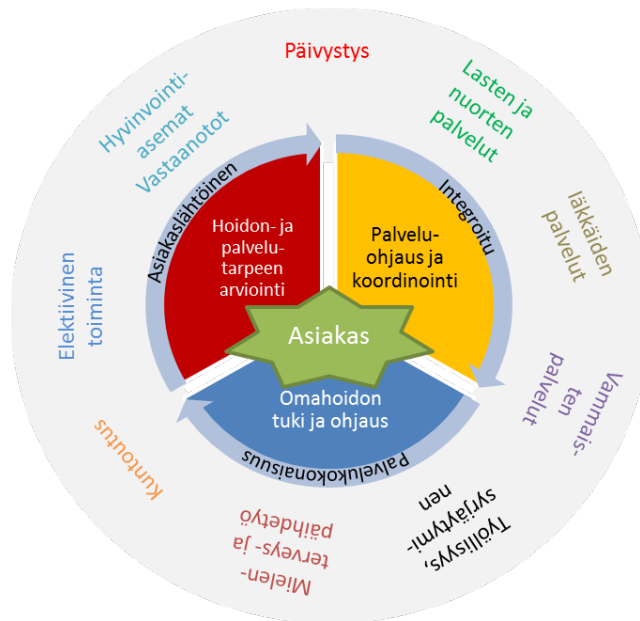 Päivystys
Lasten ja
nuorten
palvelut
Iäkkäiden
palvelut
Vammais-
ten
palvelut
Työllisyys,
syrjäytymi-
nen
Mielen-
terveys- ja
päihdetyö
Kuntoutus
Elektiivinen
toiminta
Hyvinvointi-
asemat
Vastaanotot
Asiakaslähtöinen
Integroitu
Palvelukokonaisuus
Hoidon- ja
palvelu-
tarpeen
arviointi
Palvelu-
ohjaus ja
koordinointi
Asiakas
Omahoidon
tuki ja ohjaus